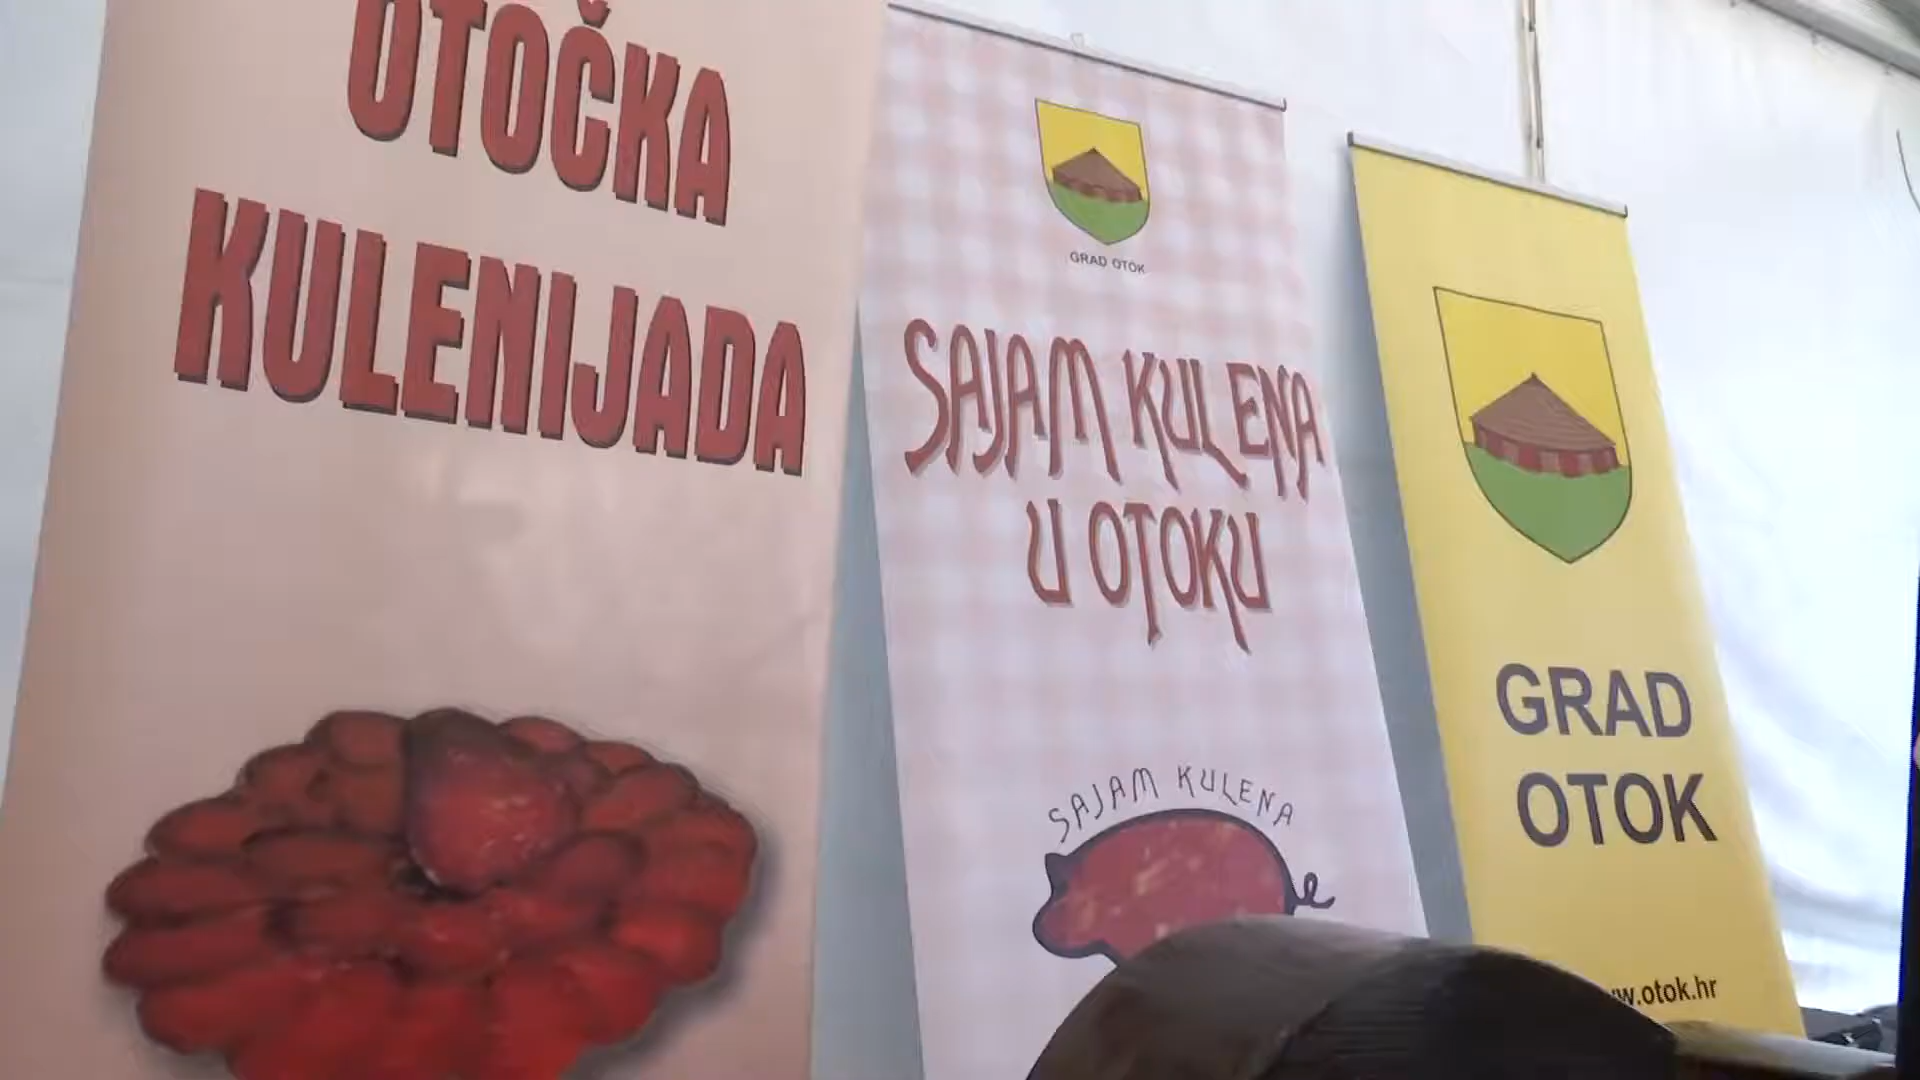 OTOČKA
KULENIJADA
GRAD OTOK
SAJAM KULENA
U OTOKU
SAJAM KULENA
GRAD
OTOK
w.otok.hr